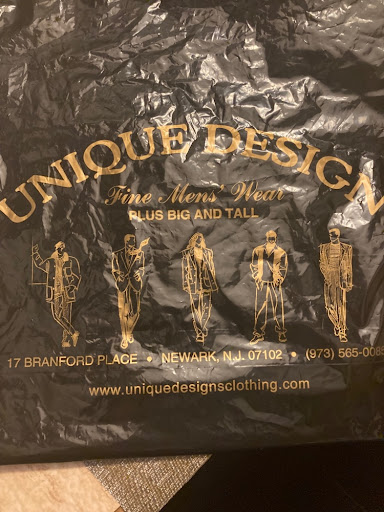 UNIQUE DESIGN
Fine Mens' Wear
PLUS BIG AND TALL
17 BRANFORD PLACE • NEWARK, N.J. 07102 • (973) 565-0085
www.uniquedesignsclothing.com